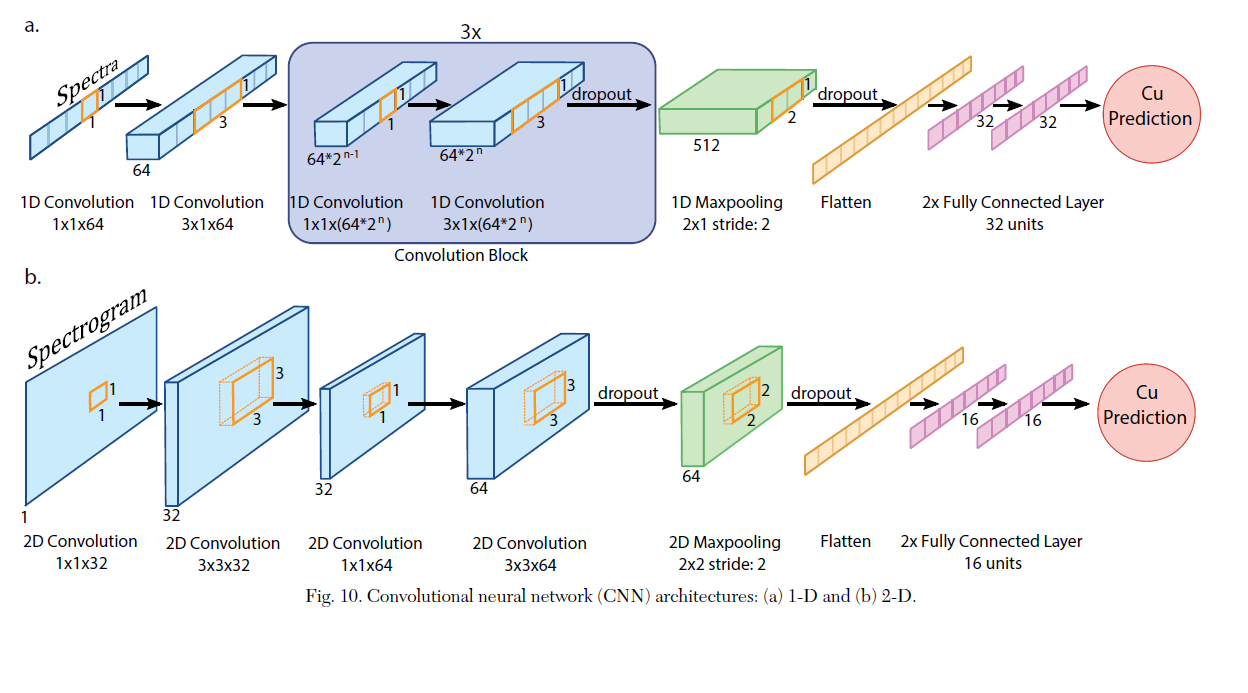 a.
3x
Spectra
1
1
1
3
64
1
1
64*2ⁿ⁻¹
1
3
64*2ⁿ
dropout
1
2
512
dropout
32
32
Cu
Prediction
1D Convolution
1x1x64
1D Convolution
3x1x64
1D Convolution
1x1x(64*2ⁿ)
1D Convolution
3x1x(64*2ⁿ)
1D Maxpooling
2x1 stride: 2
Flatten
2x Fully Connected Layer
32 units
Convolution Block
b.
Spectrogram
1
1
1
3
3
32
1
1
32
3
3
64
dropout
2
2
64
dropout
16
16
Cu
Prediction
2D Convolution
1x1x32
2D Convolution
3x3x32
2D Convolution
1x1x64
2D Convolution
3x3x64
2D Maxpooling
2x2 stride: 2
Flatten
2x Fully Connected Layer
16 units
Fig. 10. Convolutional neural network (CNN) architectures: (a) 1-D and (b) 2-D.